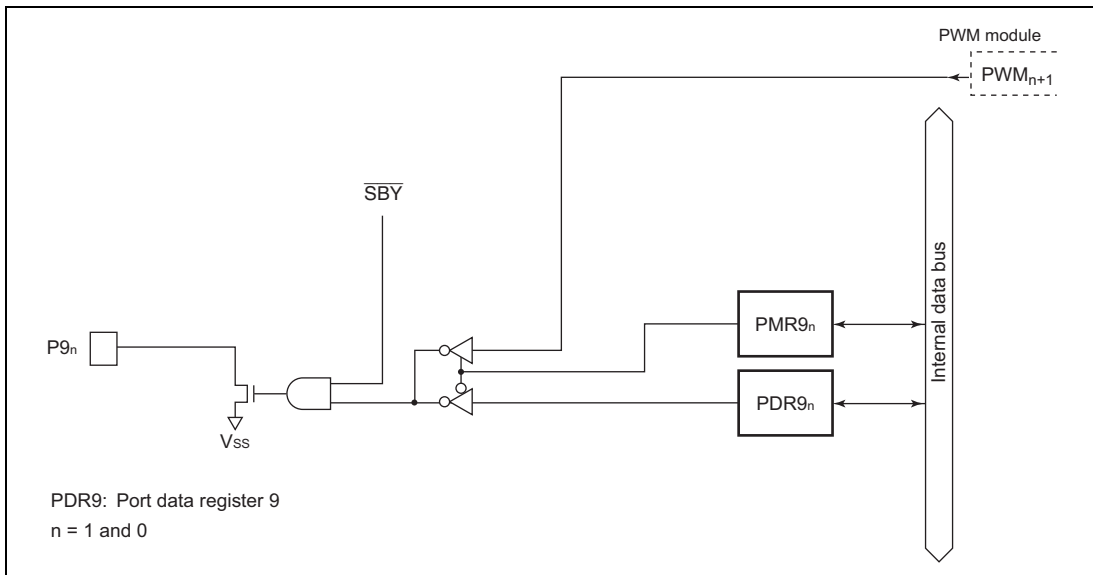 PWM module
PWMn+1
SBY
PMR9n
P9n
PDR9n
Internal data bus
VSS
PDR9: Port data register 9
n = 1 and 0